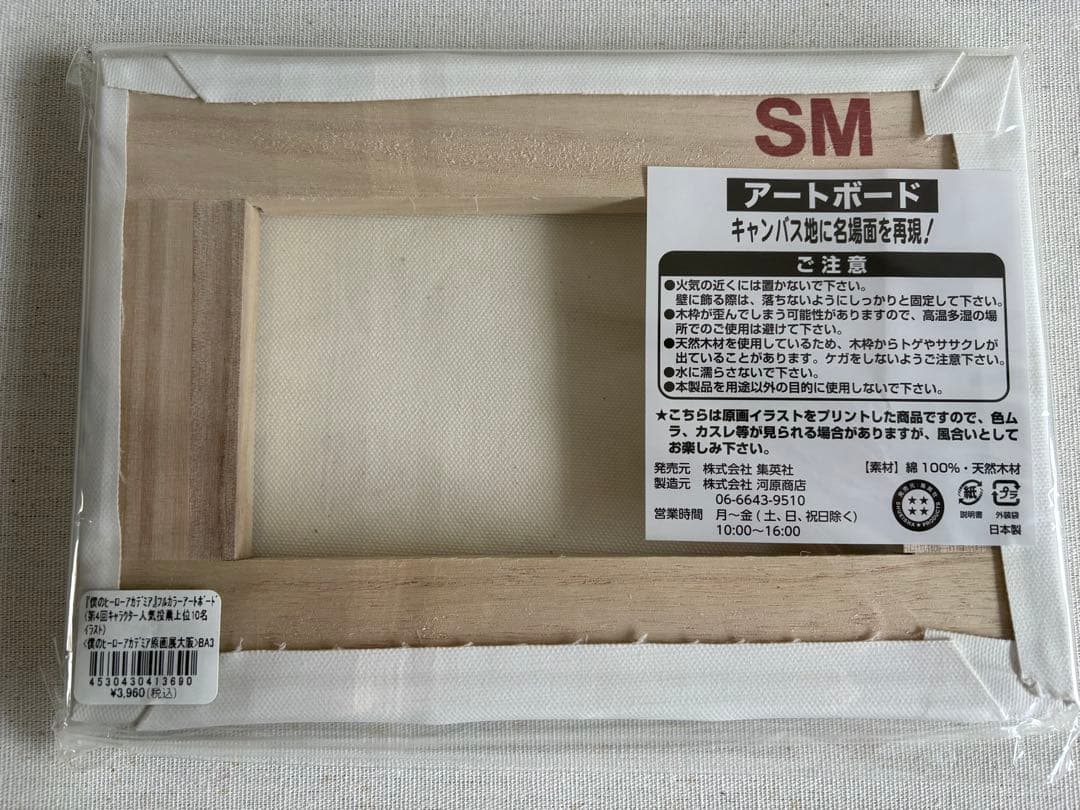 SM
アートボード
キャンバス地に名場面を再現!
ご注意
●火気の近くには置かないで下さい。
壁に飾る際は、落ちないようにしっかりと固定して下さい。
●木枠が歪んでしまう可能性がありますので、高温多湿の場
所でのご使用は避けて下さい。
●天然木材を使用しているため、木枠からトゲやササクレが
出ていることがあります。ケガをしないようご注意下さい。
●水に濡らさないで下さい。
●本製品を用途以外の目的に使用しないで下さい。
★こちらは原画イラストをプリントした商品ですので、色ム
ラ、カスレ等が見られる場合がありますが、風合いとして
お楽しみ下さい。
発売元 株式会社 集英社 【素材】綿100%・天然木材
製造元 株式会社 河原商店
06-6643-9510
営業時間 月〜金(土、日、祝日除く)
10:00〜16:00
紙
説明書
プラ
外装袋
日本製
『僕のヒーローアカデミア』フルカラーアートボード
(第4回キャラクター人気投票上位10名
イラスト)
<僕のヒーローアカデミア原画展大阪>BA3
4530430413690
¥3,960(税込)